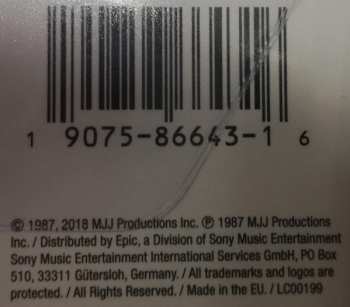 1 9075-86643-1 6
© 1987, 2018 MJJ Productions Inc. ℗ 1987 MJJ Productions
Inc. / Distributed by Epic, a Division of Sony Music Entertainment
Sony Music Entertainment International Services GmbH, PO Box
510, 33311 Gütersloh, Germany. / All trademarks and logos are
protected. / All Rights Reserved. / Made in the EU. / LC00199